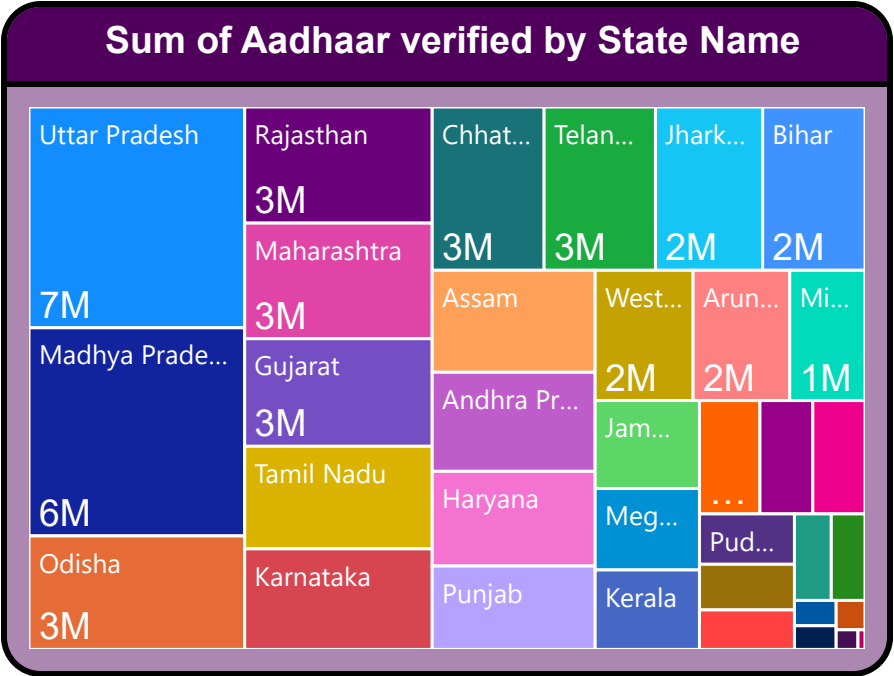 Sum of Aadhaar verified by State Name
Uttar Pradesh
7M
Madhya Prade...
6M
Odisha
3M
Rajasthan
3M
Maharashtra
3M
Gujarat
3M
Tamil Nadu
Karnataka
Chhat...
3M
Telan...
3M
Jhark...
2M
Bihar
2M
Assam
Andhra Pr...
Haryana
Punjab
West...
2M
Arun...
2M
Mi...
1M
Jam...
Meg...
Kerala
...
Pud...